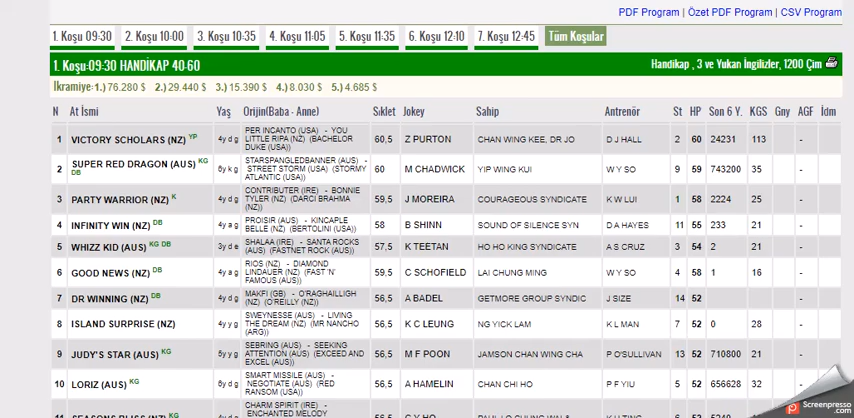 PDF Program | Özet PDF Program | CSV Program
1. Koşu 09:30 2. Koşu 10:00 3. Koşu 10:35 4. Koşu 11:05 5. Koşu 11:35 6. Koşu 12:10 7. Koşu 12:45 Tüm Koşular
1. Koşu:09:30 HANDİKAP 40-60 Handikap , 3 ve Yukarı İngilizler, 1200 Çim
İkramiye: 1.) 76.280 $ 2.) 29.440 $ 3.) 15.390 $ 4.) 8.030 $ 5.) 4.685 $
N At İsmi Yaş Orijin(Baba - Anne) Sıklet Jokey Sahip Antrenör St HP Son 6 Y. KGS Gny AGF İdm
PER INCANTO (USA) - YOU
1 VICTORY SCHOLARS (NZ) YP 4y d g LITTLE RIPA (NZ) (BACHELOR 60,5 Z PURTON CHAN WING KEE, DR JO D J HALL 2 60 24231 113 -
DUKE (USA))
STARSPANGLEDBANNER (AUS) -
2 SUPER RED DRAGON (AUS) KG DB 6y k g STREET STORM (USA) (STORMY 60 M CHADWICK YIP WING KUI W Y SO 9 59 743200 35 -
ATLANTIC (USA))
CONTRIBUTER (IRE) - BONNIE
3 PARTY WARRIOR (NZ) K 4y d g TYLER (NZ) (DARCI BRAHMA 59,5 J MOREIRA COURAGEOUS SYNDICATE K W LUI 1 58 2224 25 -
(NZ))
4 INFINITY WIN (NZ) DB 4y a g PROISIR (AUS) - KINCAPLE 58 B SHINN SOUND OF SILENCE SYN D A HAYES 11 55 233 21 -
BELLE (NZ) (BERTOLINI (USA))
5 WHIZZ KID (AUS) KG DB 3y d e SHALAA (IRE) - SANTA ROCKS 57,5 K TEETAN HO HO KING SYNDICATE A S CRUZ 3 54 2 21 -
(AUS) (FASTNET ROCK (AUS))
RIOS (NZ) - DIAMOND
6 GOOD NEWS (NZ) DB 4y a g LINDAUER (NZ) (FAST 'N' 59,5 C SCHOFIELD LAI CHUNG MING W Y SO 4 58 1 16 -
FAMOUS (AUS))
7 DR WINNING (NZ) DB 4y d g MAKFI (GB) - O'RAGHAILLIGH 56,5 A BADEL GETMORE GROUP SYNDIC J SIZE 14 52 -
(NZ) (O'REILLY (NZ))
SWEYNESSE (AUS) - LIVING
8 ISLAND SURPRISE (NZ) 4y y g THE DREAM (NZ) (MR NANCHO 56,5 K C LEUNG NG YICK LAM K L MAN 7 52 0 28 -
(ARG))
SEBRING (AUS) - SEEKING
9 JUDY'S STAR (AUS) KG 6y y g ATTENTION (AUS) (EXCEED AND 56,5 M F POON JAMSON CHAN WING CHA P O'SULLIVAN 13 52 710800 21 -
EXCEL (AUS))
SMART MISSILE (AUS) -
10 LORIZ (AUS) KG 6y d g NEGOTIATE (AUS) (RED 56,5 A HAMELIN CHAN CHI HO P F YIU 5 52 656628 32 -
RANSOM (USA))
CHARM SPIRIT (IRE) -
ENCHANTED MELODY
Screenpresso
.com